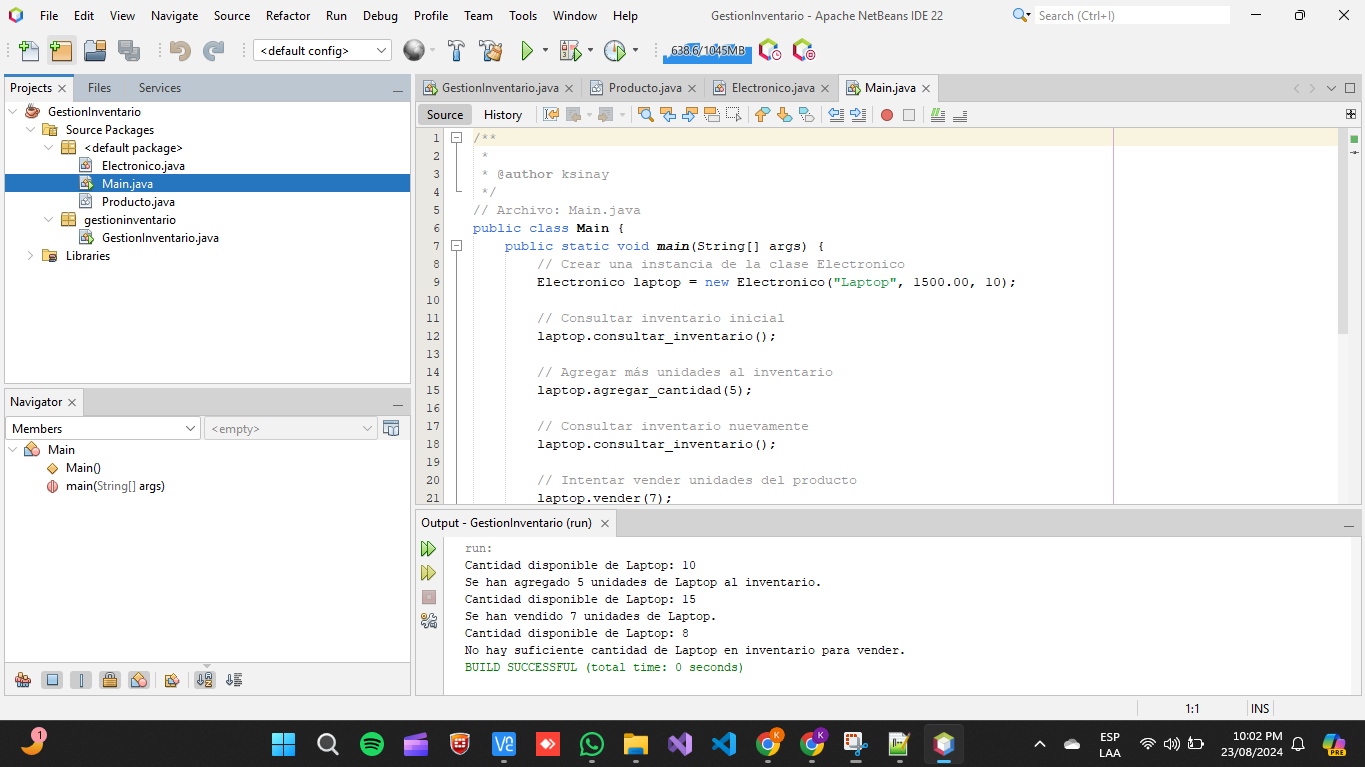 File Edit View Navigate Source Refactor Run Debug Profile Team Tools Window Help GestionInventario - Apache NetBeans IDE 22 Search (Ctrl+I)
<default config> 638.6/1045MB
Projects Files Services
GestionInventario
Source Packages
<default package>
Electronico.java
Main.java
Producto.java
gestioninventario
GestionInventario.java
Libraries
Navigator
Members <empty>
Main
Main()
main(String[] args)
GestionInventario.java Producto.java Electronico.java Main.java
Source History
1 /**
2 *
3 * @author ksinay
4 */
5 // Archivo: Main.java
6 public class Main {
7 public static void main(String[] args) {
8 // Crear una instancia de la clase Electronico
9 Electronico laptop = new Electronico("Laptop", 1500.00, 10);
10
11 // Consultar inventario inicial
12 laptop.consultar_inventario();
13
14 // Agregar más unidades al inventario
15 laptop.agregar_cantidad(5);
16
17 // Consultar inventario nuevamente
18 laptop.consultar_inventario();
19
20 // Intentar vender unidades del producto
21 laptop.vender(7);
Output - GestionInventario (run)
run:
Cantidad disponible de Laptop: 10
Se han agregado 5 unidades de Laptop al inventario.
Cantidad disponible de Laptop: 15
Se han vendido 7 unidades de Laptop.
Cantidad disponible de Laptop: 8
No hay suficiente cantidad de Laptop en inventario para vender.
BUILD SUCCESSFUL (total time: 0 seconds)
1:1 INS
1
K K
ESP
LAA
10:02 PM
23/08/2024
PRE